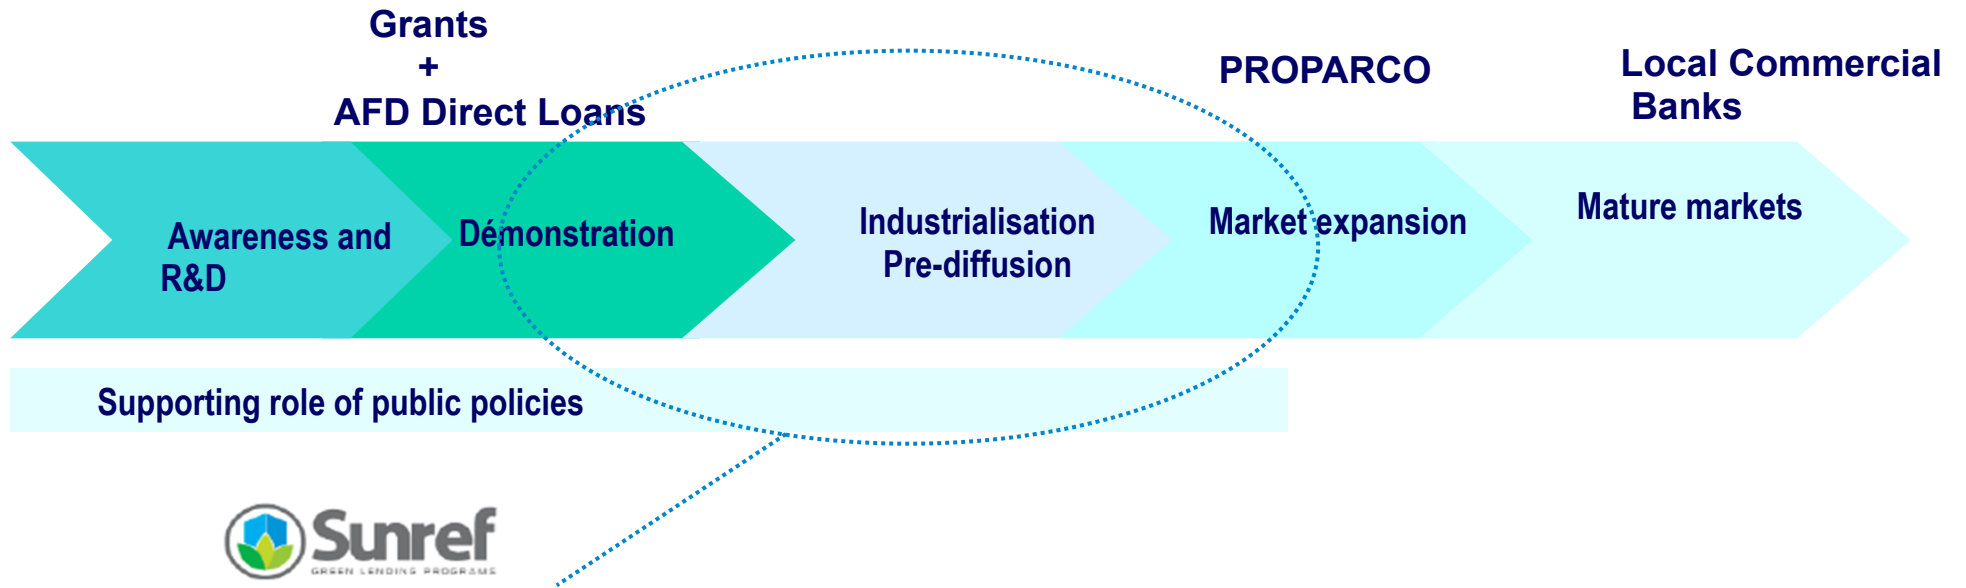 Grants
+
AFD Direct Loans
PROPARCO
Local Commercial
Banks
Awareness and
R&D
Démonstration
Industrialisation
Pre-diffusion
Market expansion
Mature markets
Supporting role of public policies
Sunref
GREEN LENDING PROGRAMS